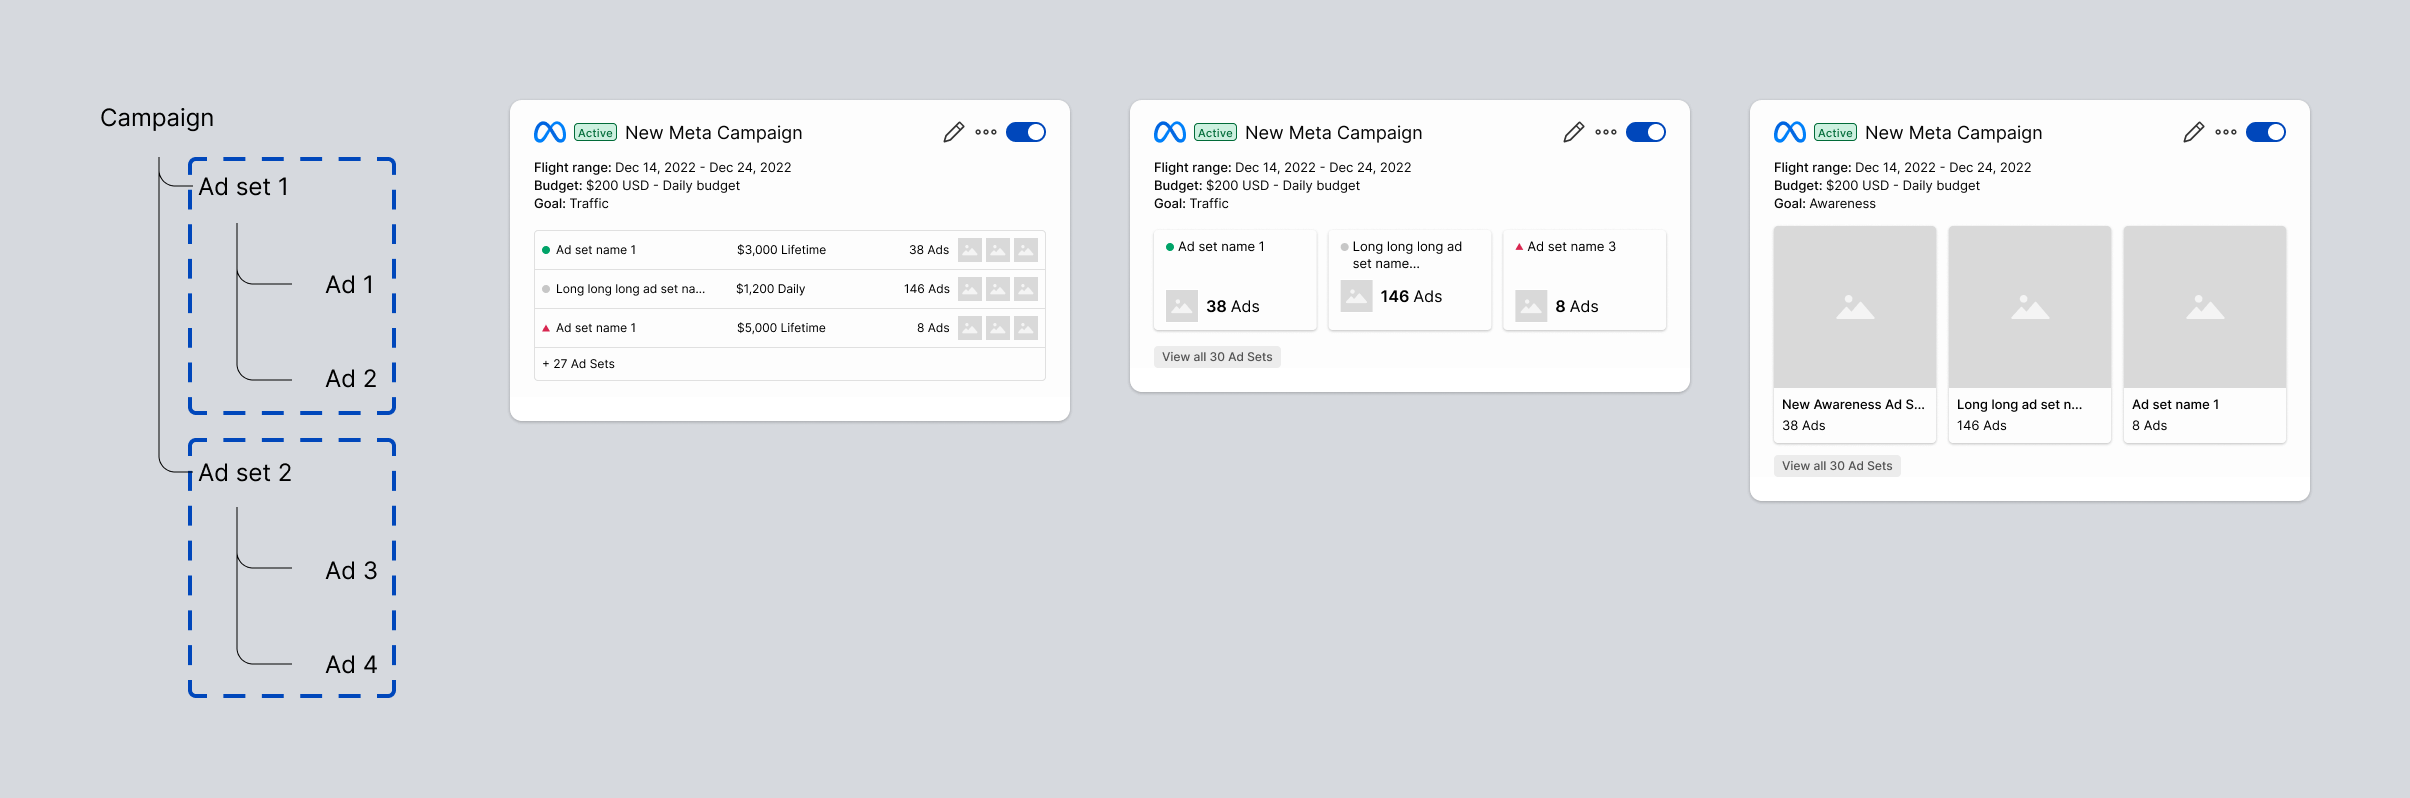 Campaign
Ad set 1
Ad 1
Ad 2
Ad set 2
Ad 3
Ad 4
Active New Meta Campaign
Flight range: Dec 14, 2022 - Dec 24, 2022
Budget: $200 USD - Daily budget
Goal: Traffic
Ad set name 1 $3,000 Lifetime 38 Ads
Long long long ad set na... $1,200 Daily 146 Ads
Ad set name 1 $5,000 Lifetime 8 Ads
+ 27 Ad Sets
Active New Meta Campaign
Flight range: Dec 14, 2022 - Dec 24, 2022
Budget: $200 USD - Daily budget
Goal: Traffic
Ad set name 1
38 Ads
Long long long ad
set name...
146 Ads
Ad set name 3
8 Ads
View all 30 Ad Sets
Active New Meta Campaign
Flight range: Dec 14, 2022 - Dec 24, 2022
Budget: $200 USD - Daily budget
Goal: Awareness
New Awareness Ad S...
38 Ads
Long long ad set n...
146 Ads
Ad set name 1
8 Ads
View all 30 Ad Sets